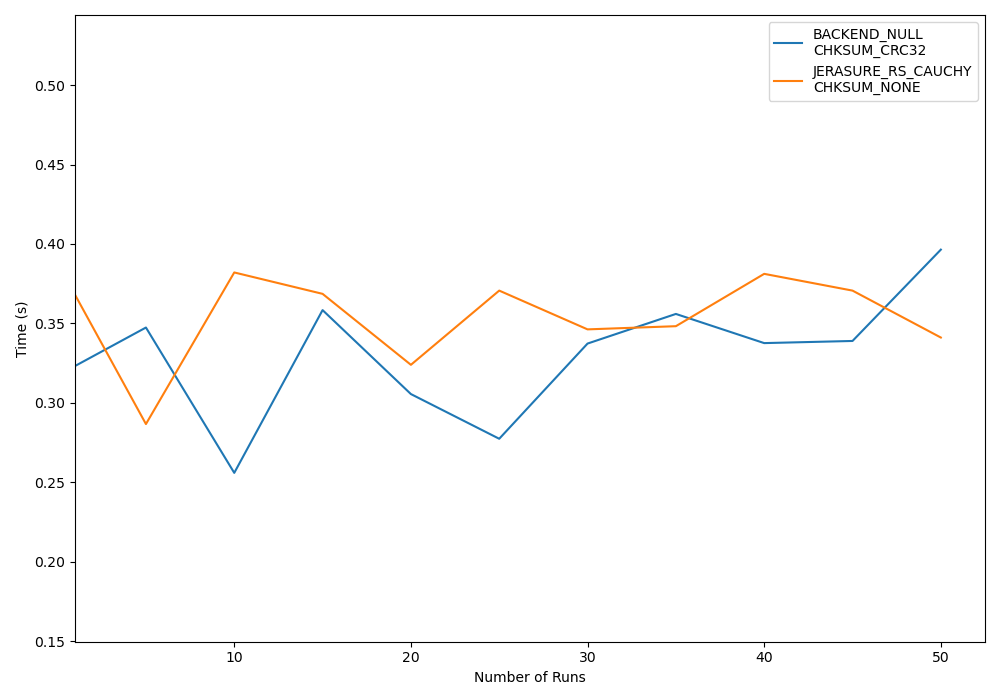 BACKEND_NULL
CHKSUM_CRC32
JERASURE_RS_CAUCHY
CHKSUM_NONE
0.50
0.45
0.40
0.35
0.30
0.25
0.20
0.15
Time (s)
10 20 30 40 50
Number of Runs